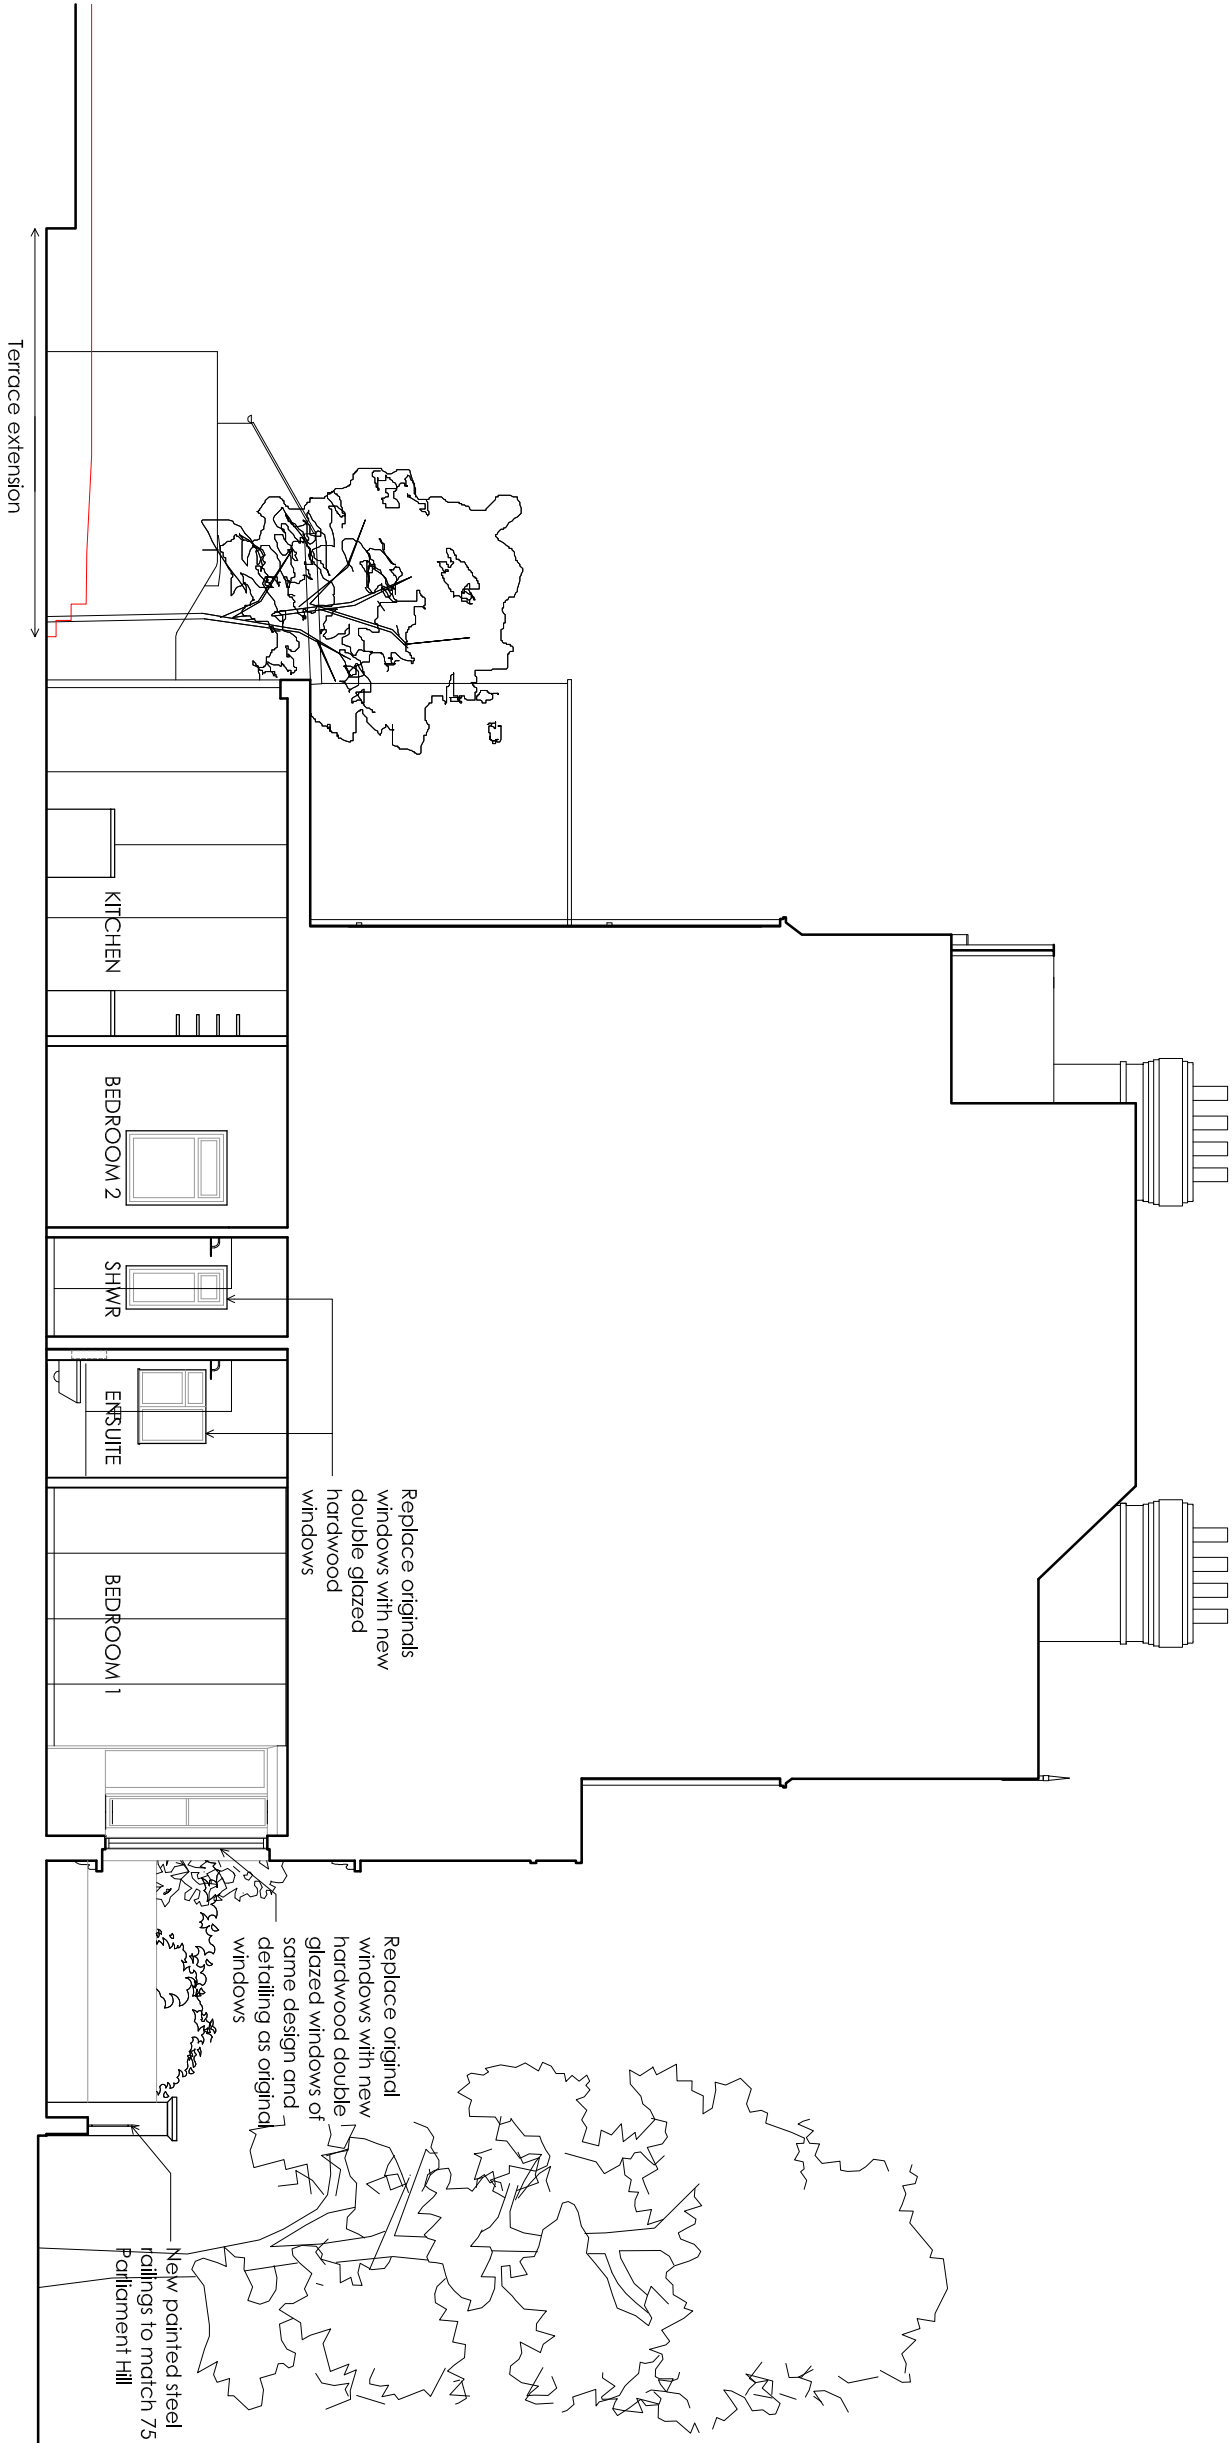 Terrace extension
KITCHEN
BEDROOM 2
SHWR
ENSUITE
BEDROOM 1
Replace originals
windows with new
double glazed
hardwood
windows
Replace original
windows with new
hardwood double
glazed windows of
same design and
detailing as original
windows
New painted steel
railings to match 75
Parliament Hill